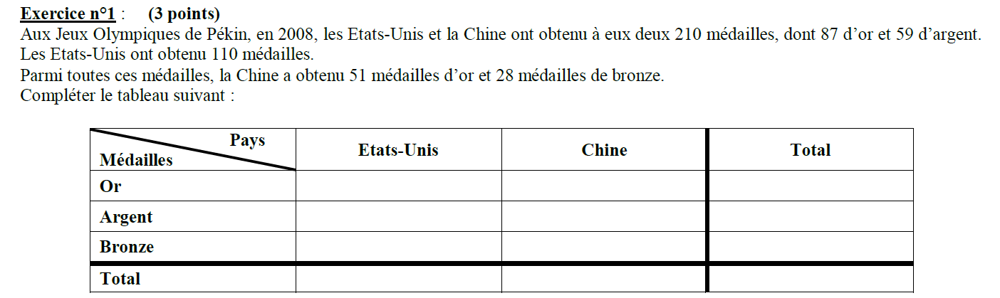 Exercice n°1 : (3 points)
Aux Jeux Olympiques de Pékin, en 2008, les Etats-Unis et la Chine ont obtenu à eux deux 210 médailles, dont 87 d’or et 59 d’argent.
Les Etats-Unis ont obtenu 110 médailles.
Parmi toutes ces médailles, la Chine a obtenu 51 médailles d’or et 28 médailles de bronze.
Compléter le tableau suivant :
Pays
Médailles
Etats-Unis
Chine
Total
Or
Argent
Bronze
Total